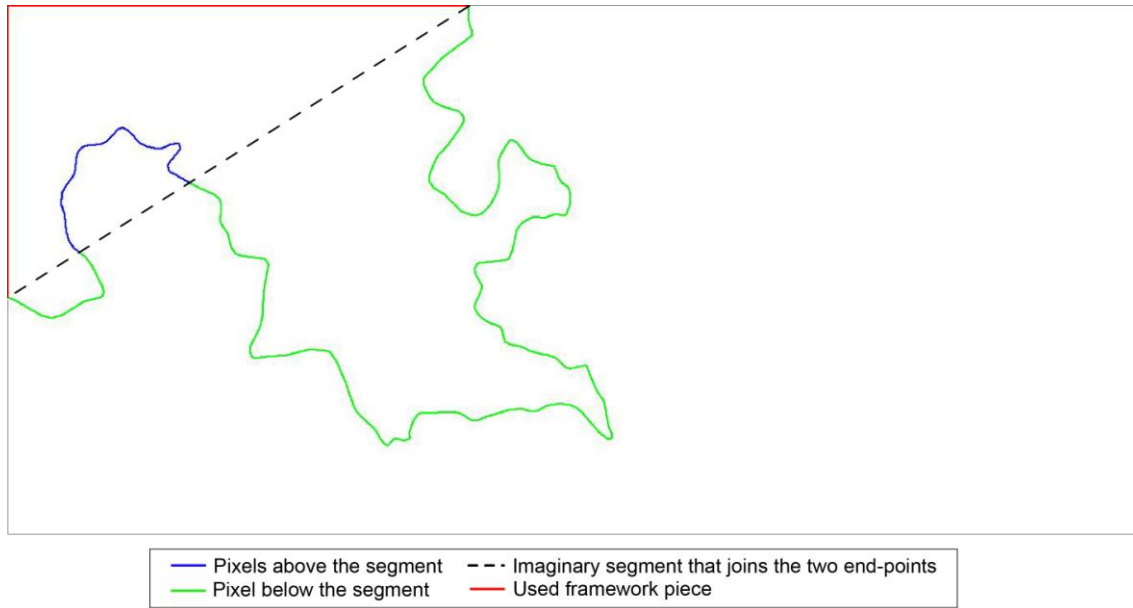 Pixels above the segment
Imaginary segment that joins the two end-points
Pixel below the segment
Used framework piece